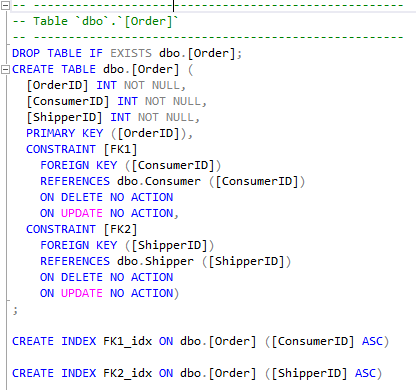 -- -----------------------------------------------------
-- Table `dbo`.`[Order]`
-- -----------------------------------------------------
DROP TABLE IF EXISTS dbo.[Order];
CREATE TABLE dbo.[Order] (
[OrderID] INT NOT NULL,
[ConsumerID] INT NOT NULL,
[ShipperID] INT NOT NULL,
PRIMARY KEY ([OrderID]),
CONSTRAINT [FK1]
FOREIGN KEY ([ConsumerID])
REFERENCES dbo.Consumer ([ConsumerID])
ON DELETE NO ACTION
ON UPDATE NO ACTION,
CONSTRAINT [FK2]
FOREIGN KEY ([ShipperID])
REFERENCES dbo.Shipper ([ShipperID])
ON DELETE NO ACTION
ON UPDATE NO ACTION)
;
CREATE INDEX FK1_idx ON dbo.[Order] ([ConsumerID] ASC)
CREATE INDEX FK2_idx ON dbo.[Order] ([ShipperID] ASC)